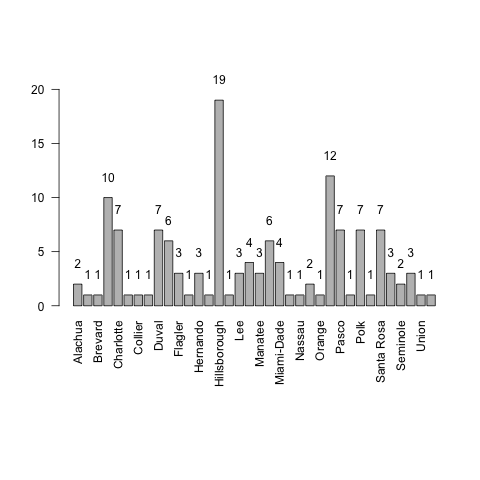 19
20
12
15
10
10
7 7 7 7 7
6 6
4 4
5
3 3 3 3 3 3
2 2 2
1 1 1 1 1 1 1 1 1 1 1 1 1 1 1
0
Alachua
Brevard
Charlotte
Collier
Duval
Flagler
Hernando
Hillsborough
Lee
Manatee
Miami-Dade
Nassau
Orange
Pasco
Polk
Santa Rosa
Seminole
Union